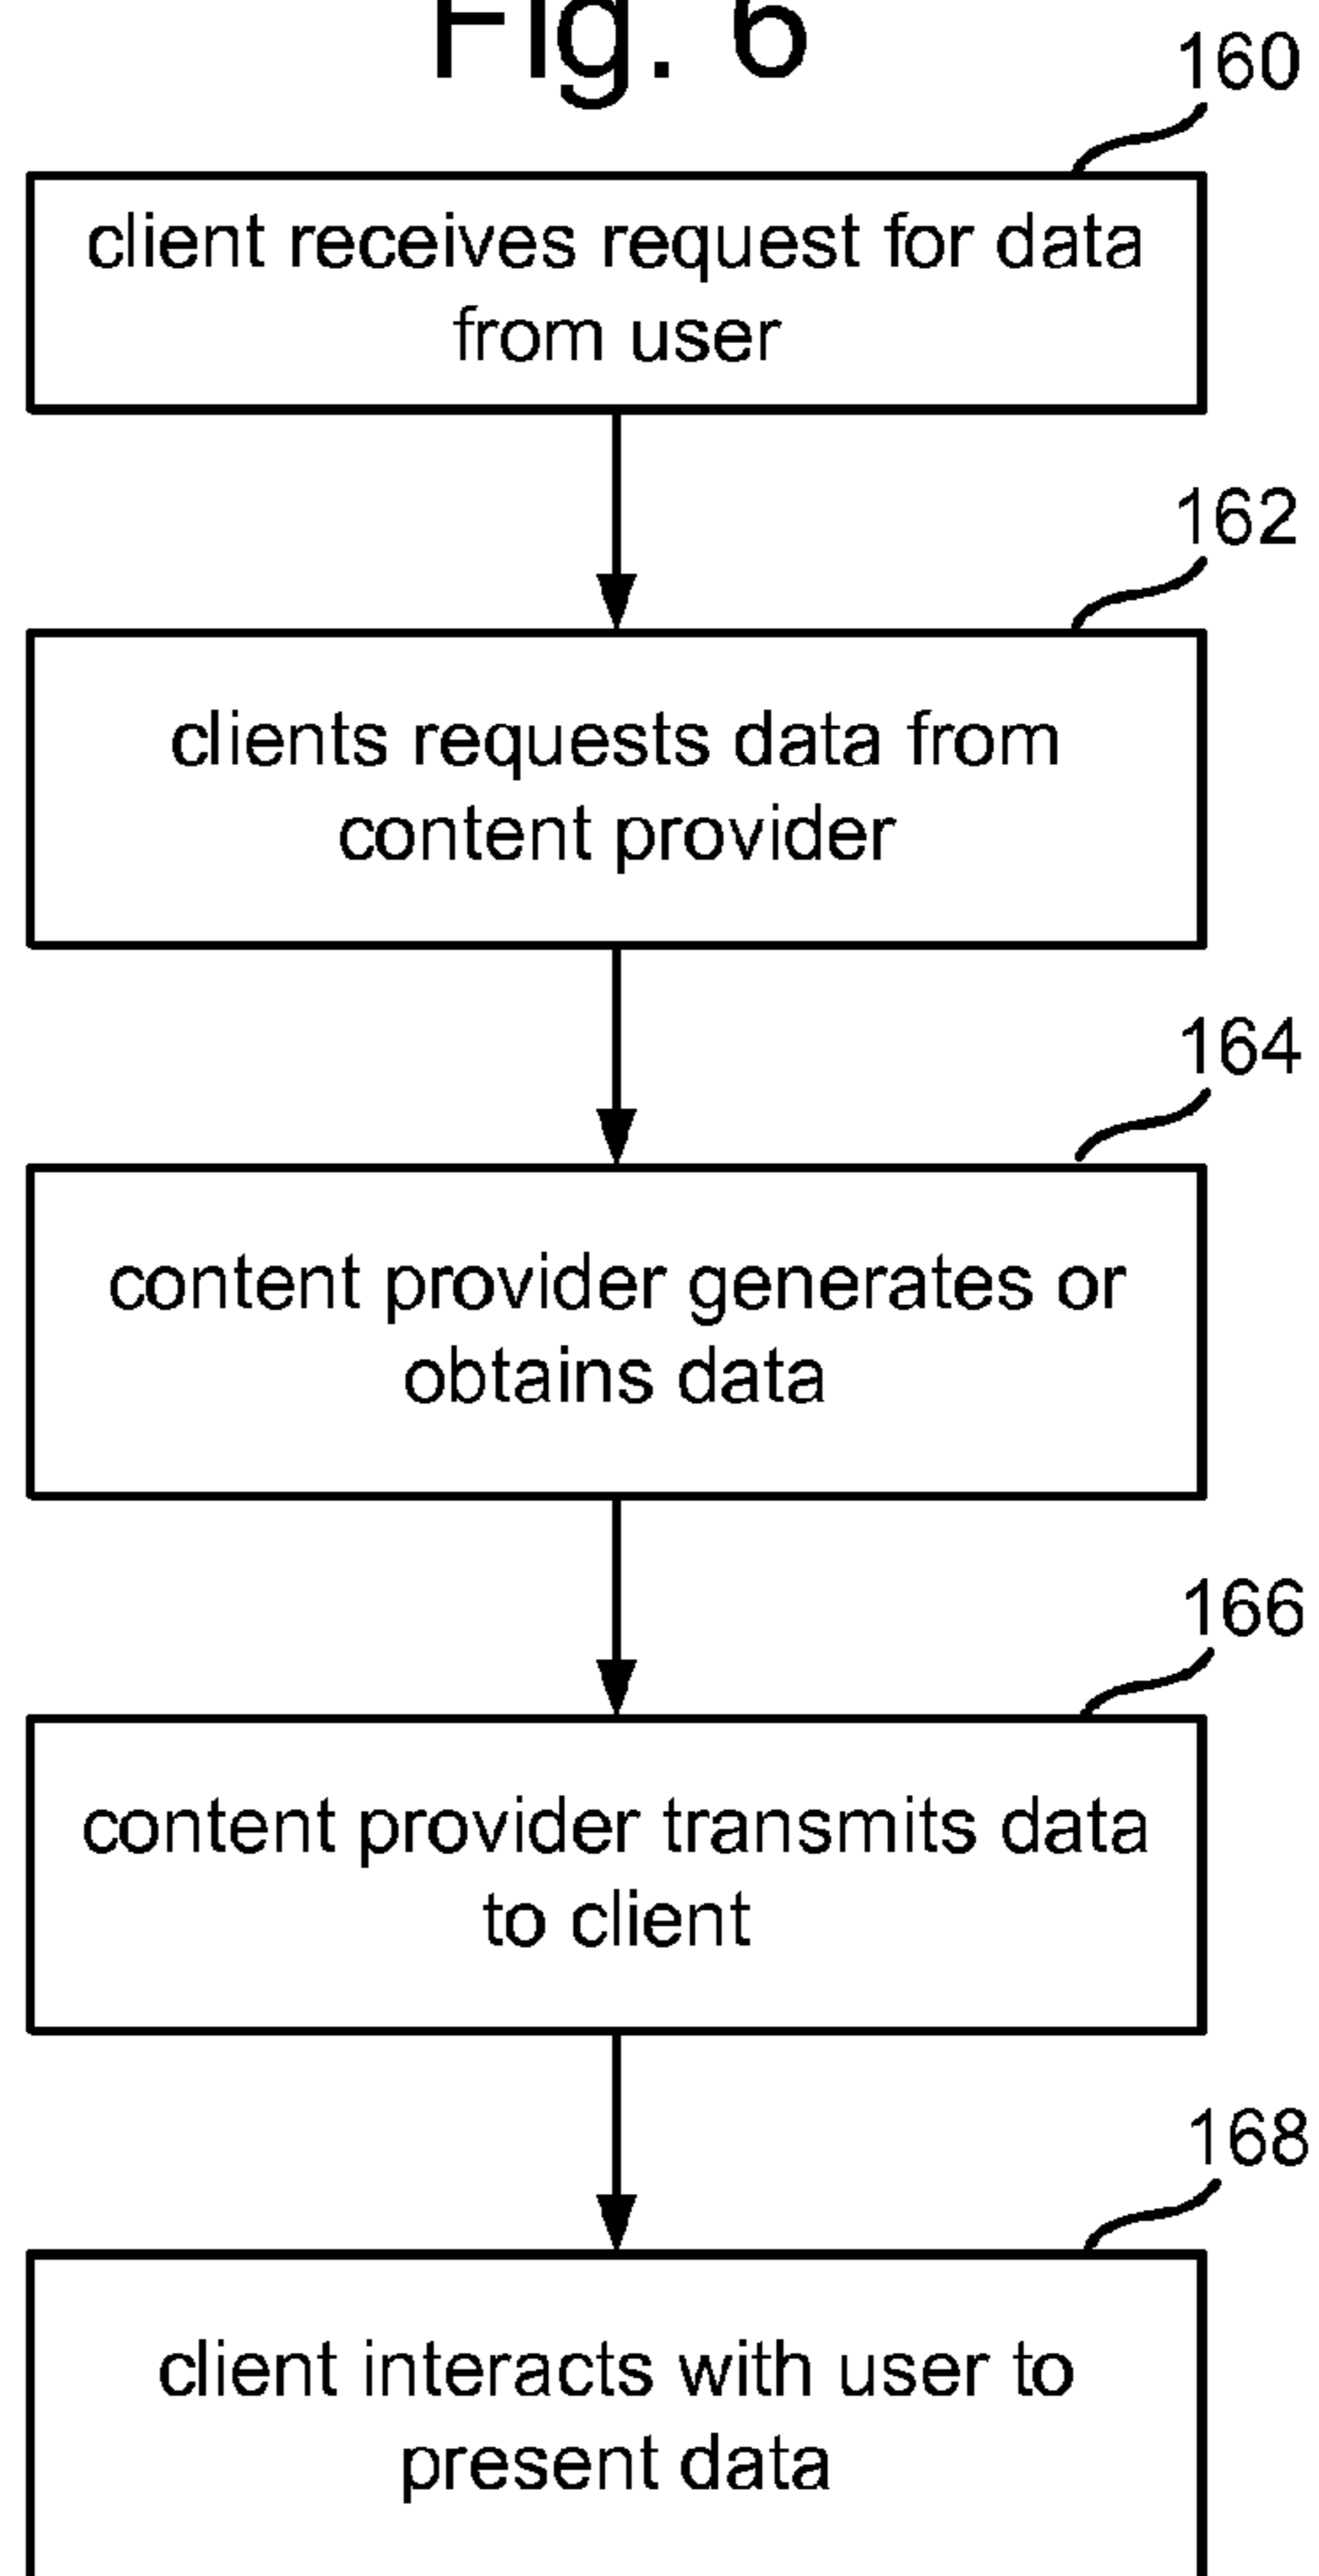 Fig. 6
160
client receives request for data
from user
162
clients requests data from
content provider
164
content provider generates or
obtains data
166
content provider transmits data
to client
168
client interacts with user to
present data